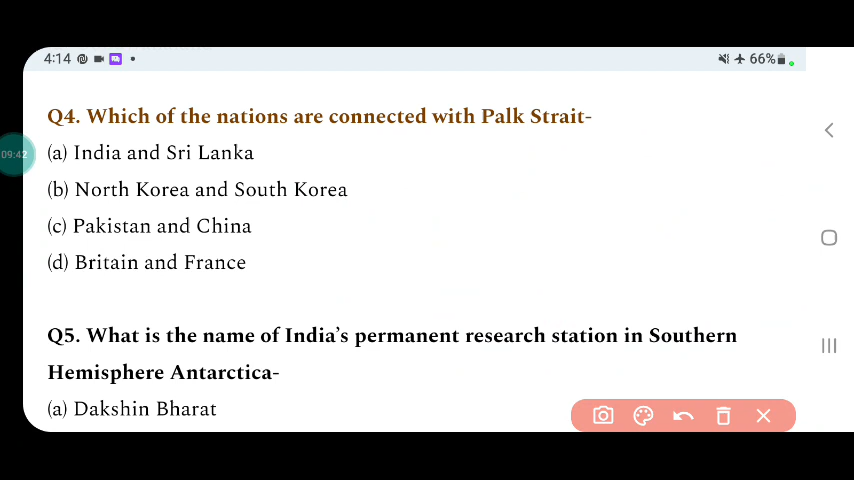 4:14
66%
Q4. Which of the nations are connected with Palk Strait-
09:42
(a) India and Sri Lanka
(b) North Korea and South Korea
(c) Pakistan and China
(d) Britain and France
Q5. What is the name of India’s permanent research station in Southern
Hemisphere Antarctica-
(a) Dakshin Bharat